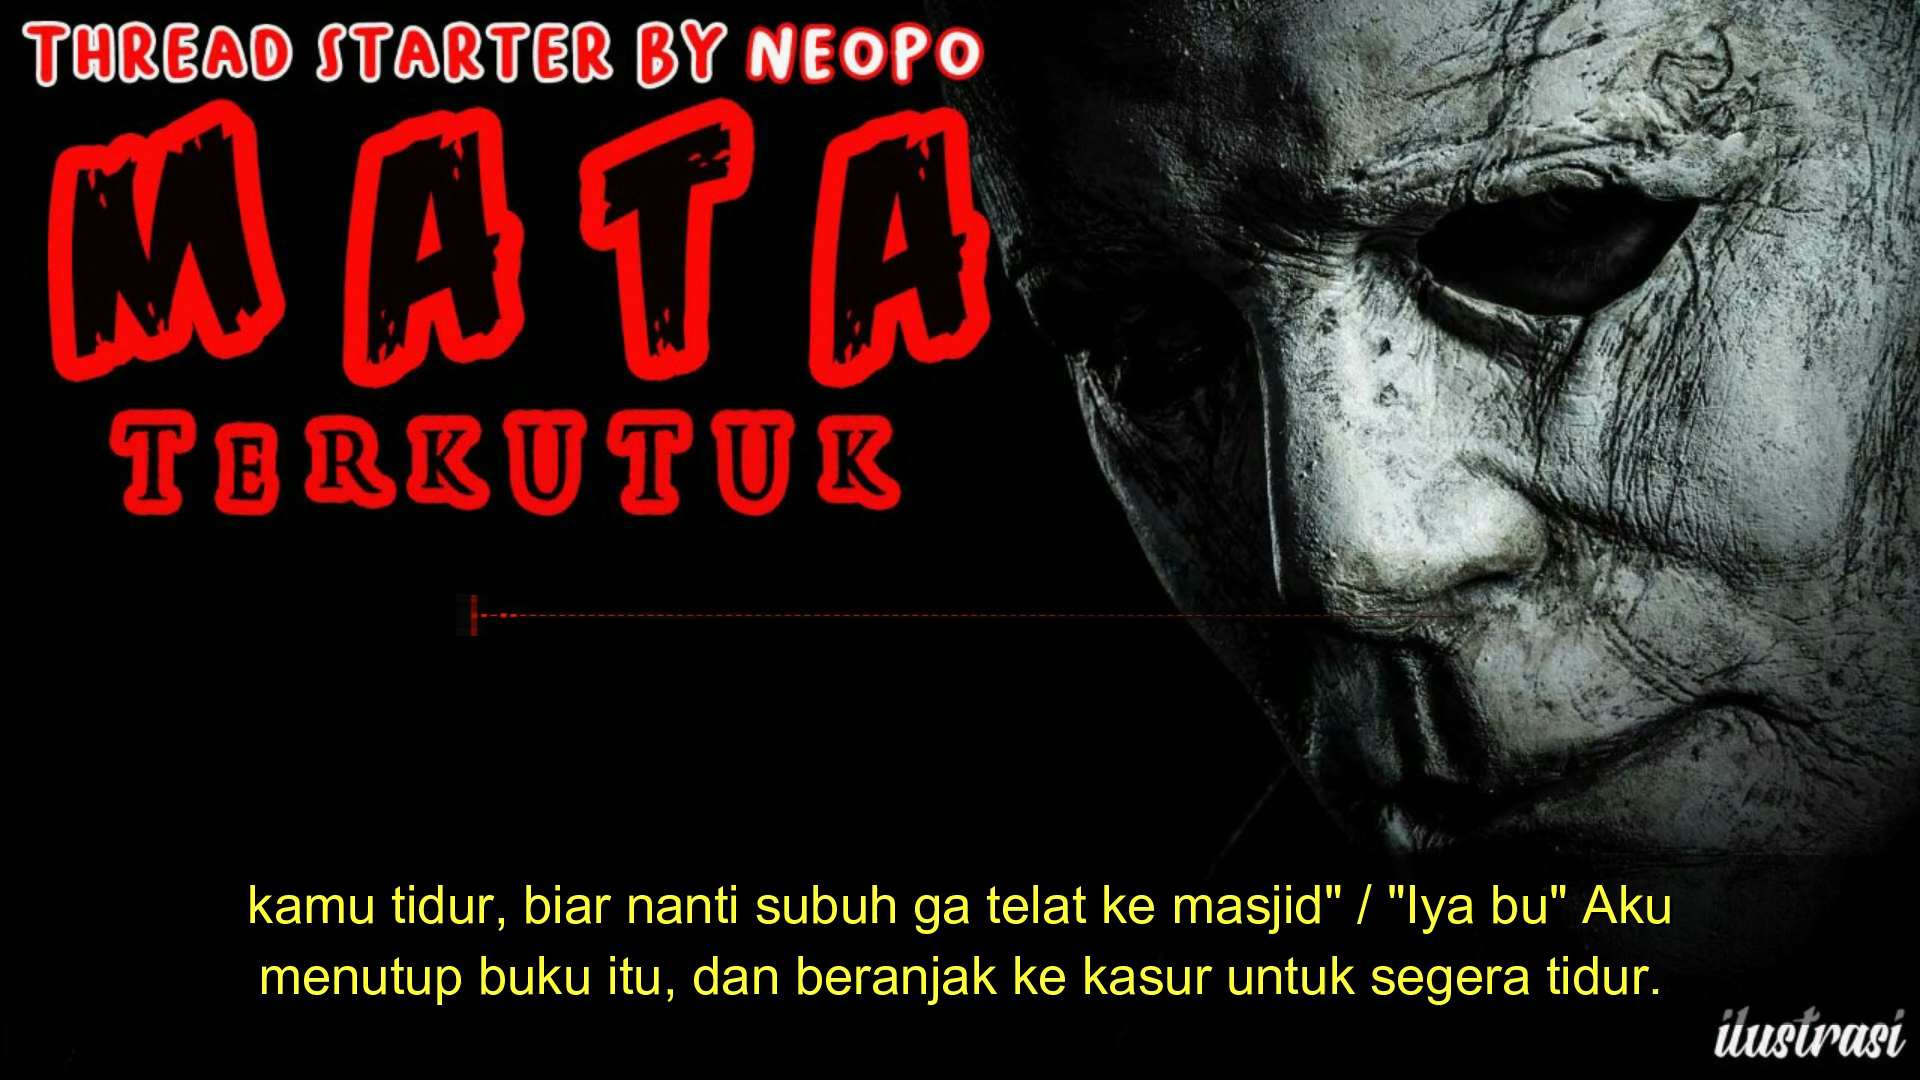 THREAD STARTER BY NEOPO
MATA
TERKUTUK
kamu tidur, biar nanti subuh ga telat ke masjid" / "Iya bu" Aku
menutup buku itu, dan beranjak ke kasur untuk segera tidur.
ilustrasi